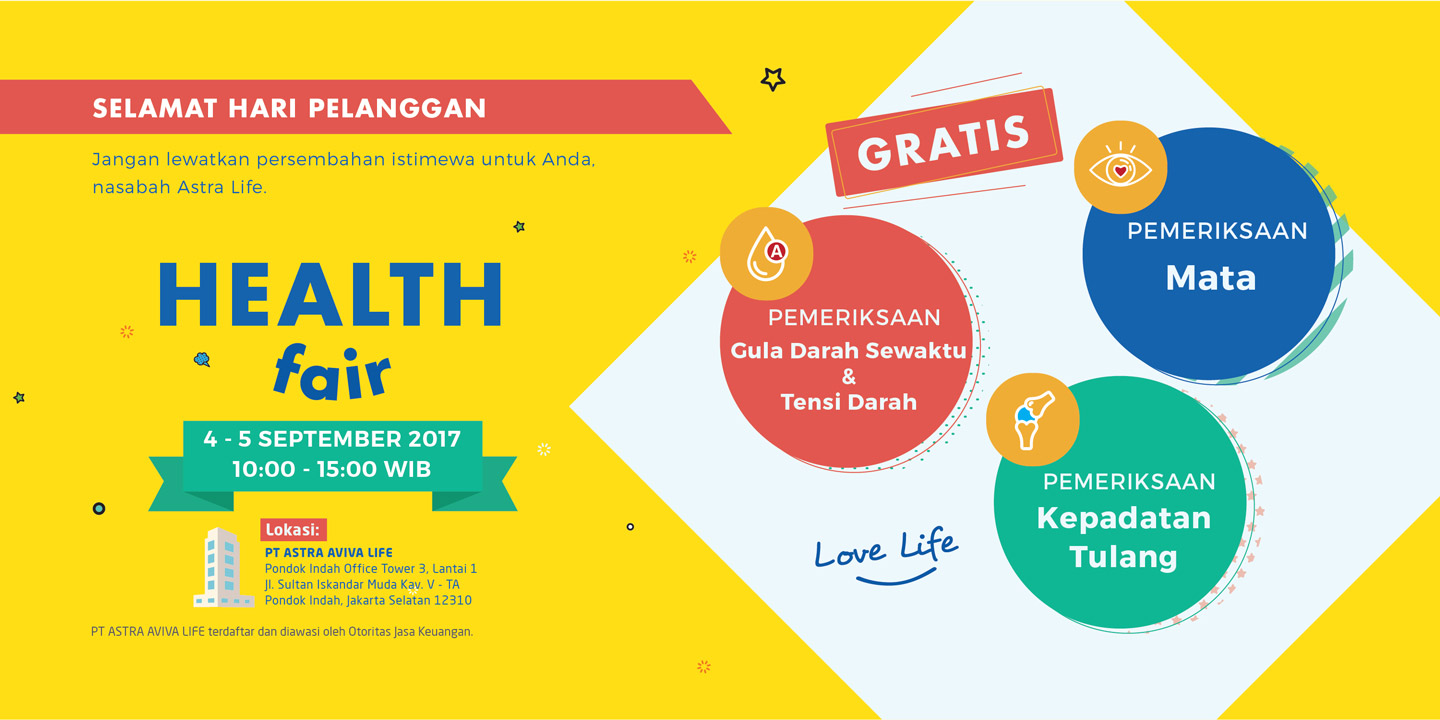 SELAMAT HARI PELANGGAN
Jangan lewatkan persembahan istimewa untuk Anda,
nasabah Astra Life.
HEALTH
fair
4 - 5 SEPTEMBER 2017
10:00 - 15:00 WIB
Lokasi:
PT ASTRA AVIVA LIFE
Pondok Indah Office Tower 3, Lantai 1
Jl. Sultan Iskandar Muda Kav. V - TA
Pondok Indah, Jakarta Selatan 12310
PT ASTRA AVIVA LIFE terdaftar dan diawasi oleh Otoritas Jasa Keuangan.
GRATIS
A
PEMERIKSAAN
Gula Darah Sewaktu
&
Tensi Darah
PEMERIKSAAN
Mata
PEMERIKSAAN
Kepadatan
Tulang
Love Life